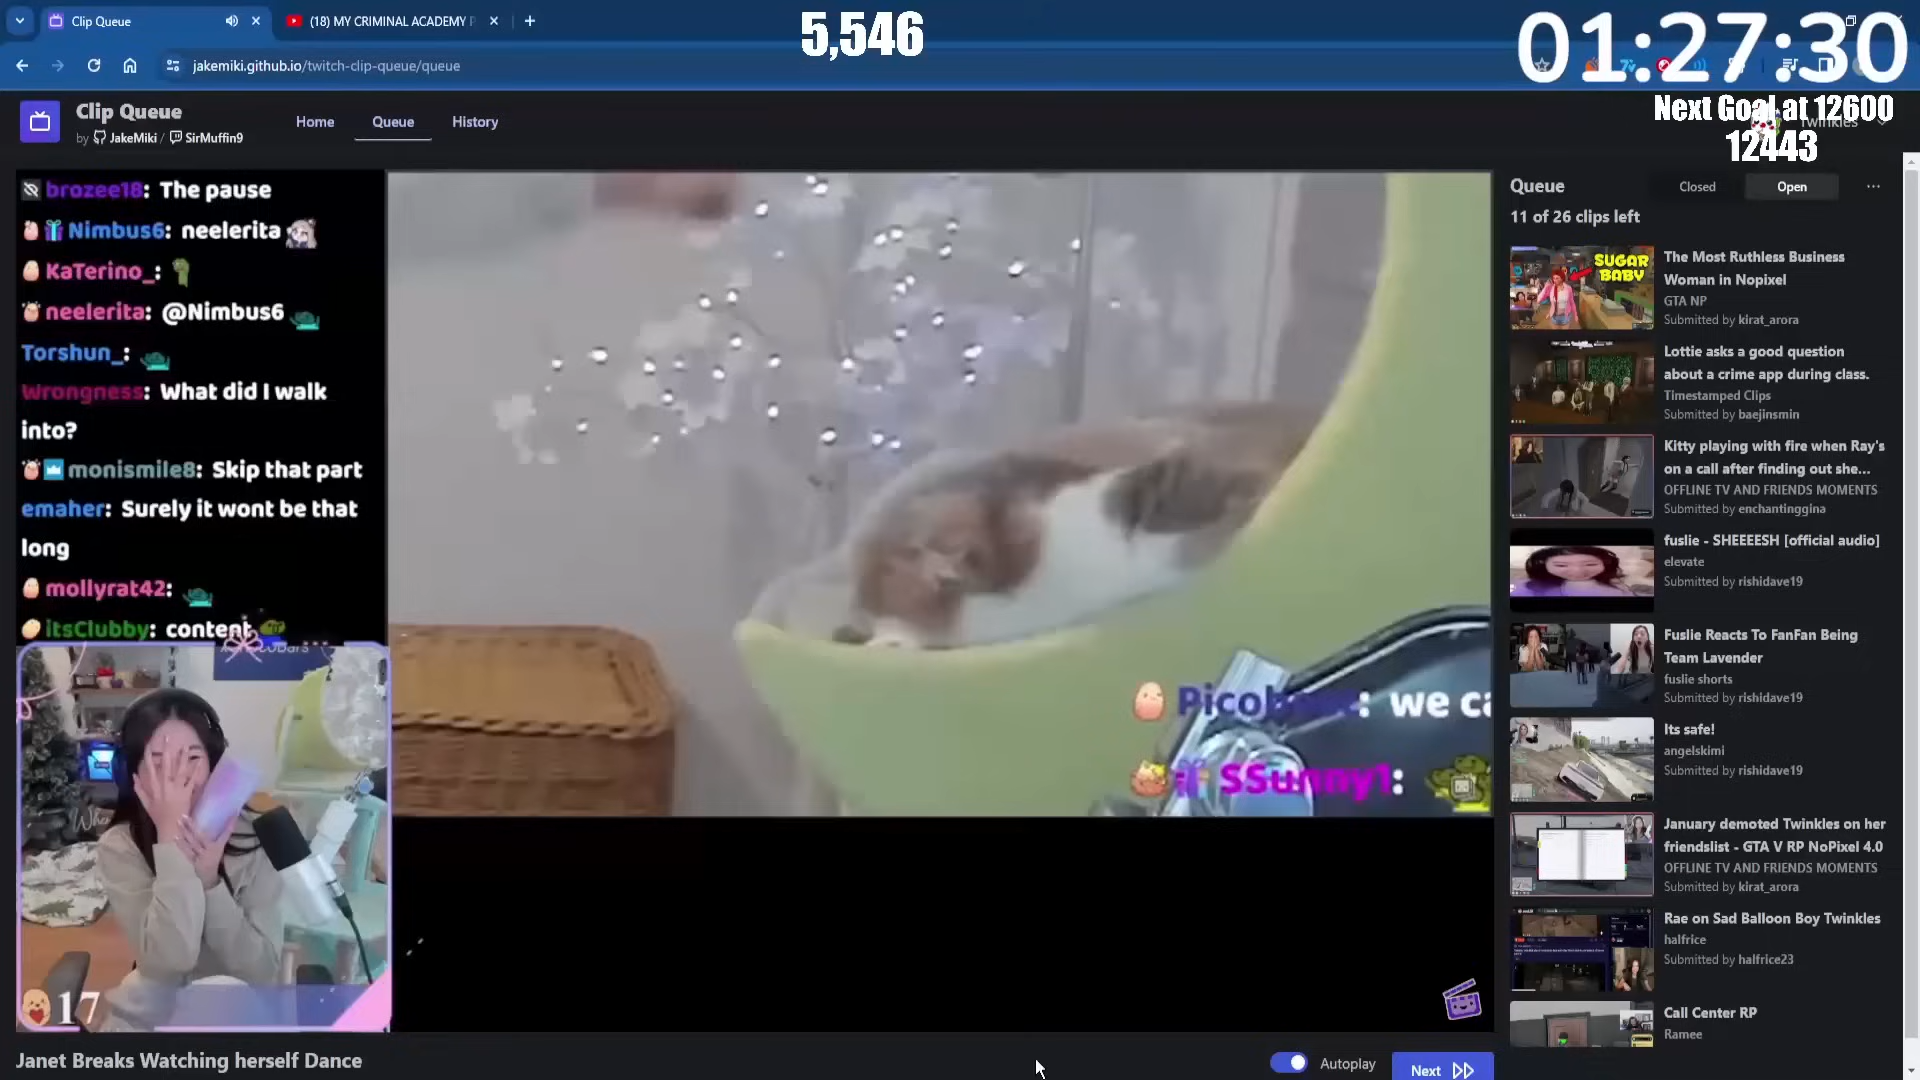 Clip Queue
(18) MY CRIMINAL ACADEMY
5,546
01:27:30
jakemiki.github.io/twitch-clip-queue/queue
Next Goal at 12600
12443
Twinkles
Clip Queue
by JakeMiki / SirMuffin9
Home
Queue
History
brozee18: The pause
Nimbus6: neelerita
KaTerino_:
neelerita: @Nimbus6
Torshun_:
Wrongness: What did I walk
into?
monismile8: Skip that part
emaher: Surely it wont be that
long
mollyrat42:
itsClubby: content
17
: we ca
SSunny1:
Janet Breaks Watching herself Dance
Autoplay
Next
Queue
Closed
Open
11 of 26 clips left
SUGAR
BABY
The Most Ruthless Business
Woman in Nopixel
GTA NP
Submitted by kirat_arora
Lottie asks a good question
about a crime app during class.
Timestamped Clips
Submitted by baejinsmin
Kitty playing with fire when Ray's
on a call after finding out she...
OFFLINE TV AND FRIENDS MOMENTS
Submitted by enchantinggina
fuslie - SHEEEESH [official audio]
elevate
Submitted by rishidave19
Fuslie Reacts To FanFan Being
Team Lavender
fuslie shorts
Submitted by rishidave19
Its safe!
angelskimi
Submitted by rishidave19
January demoted Twinkles on her
friendslist - GTA V RP NoPixel 4.0
OFFLINE TV AND FRIENDS MOMENTS
Submitted by kirat_arora
Rae on Sad Balloon Boy Twinkles
halfrice
Submitted by halfrice23
Call Center RP
Ramee